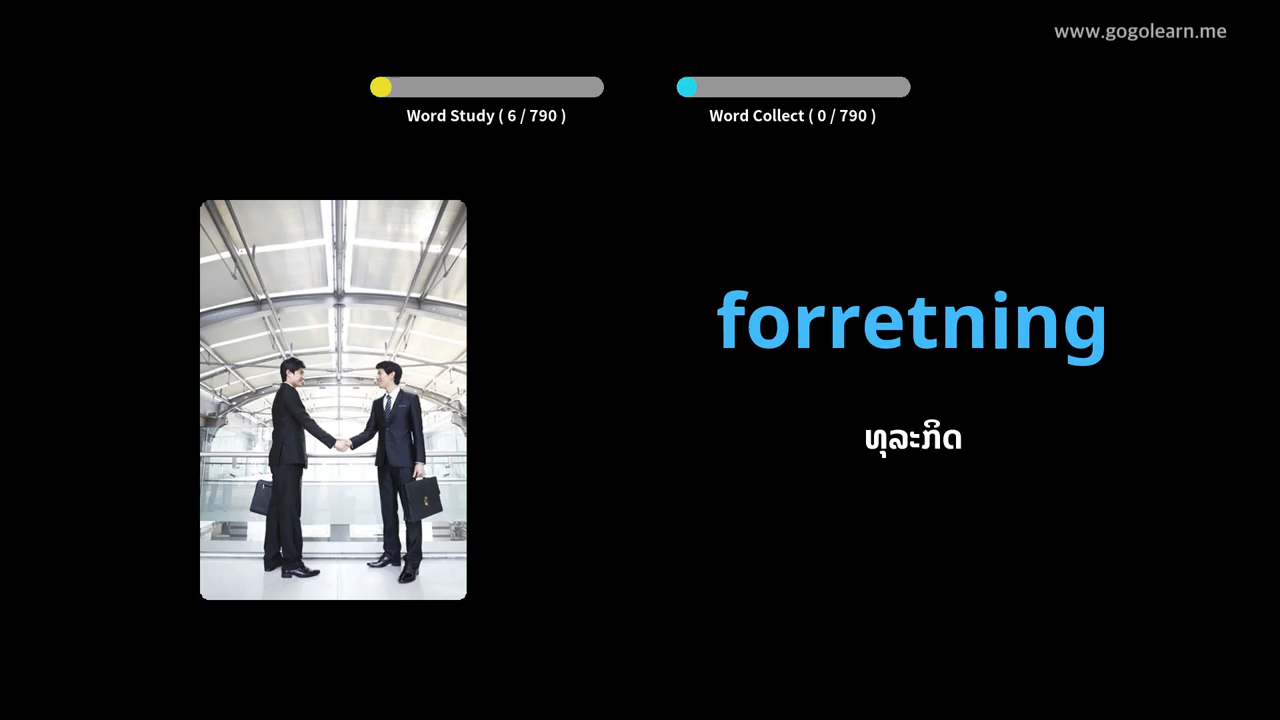 www.gogolearn.me
Word Study ( 6 / 790 )
Word Collect ( 0 / 790 )
forretning
ທຸລະກິດ